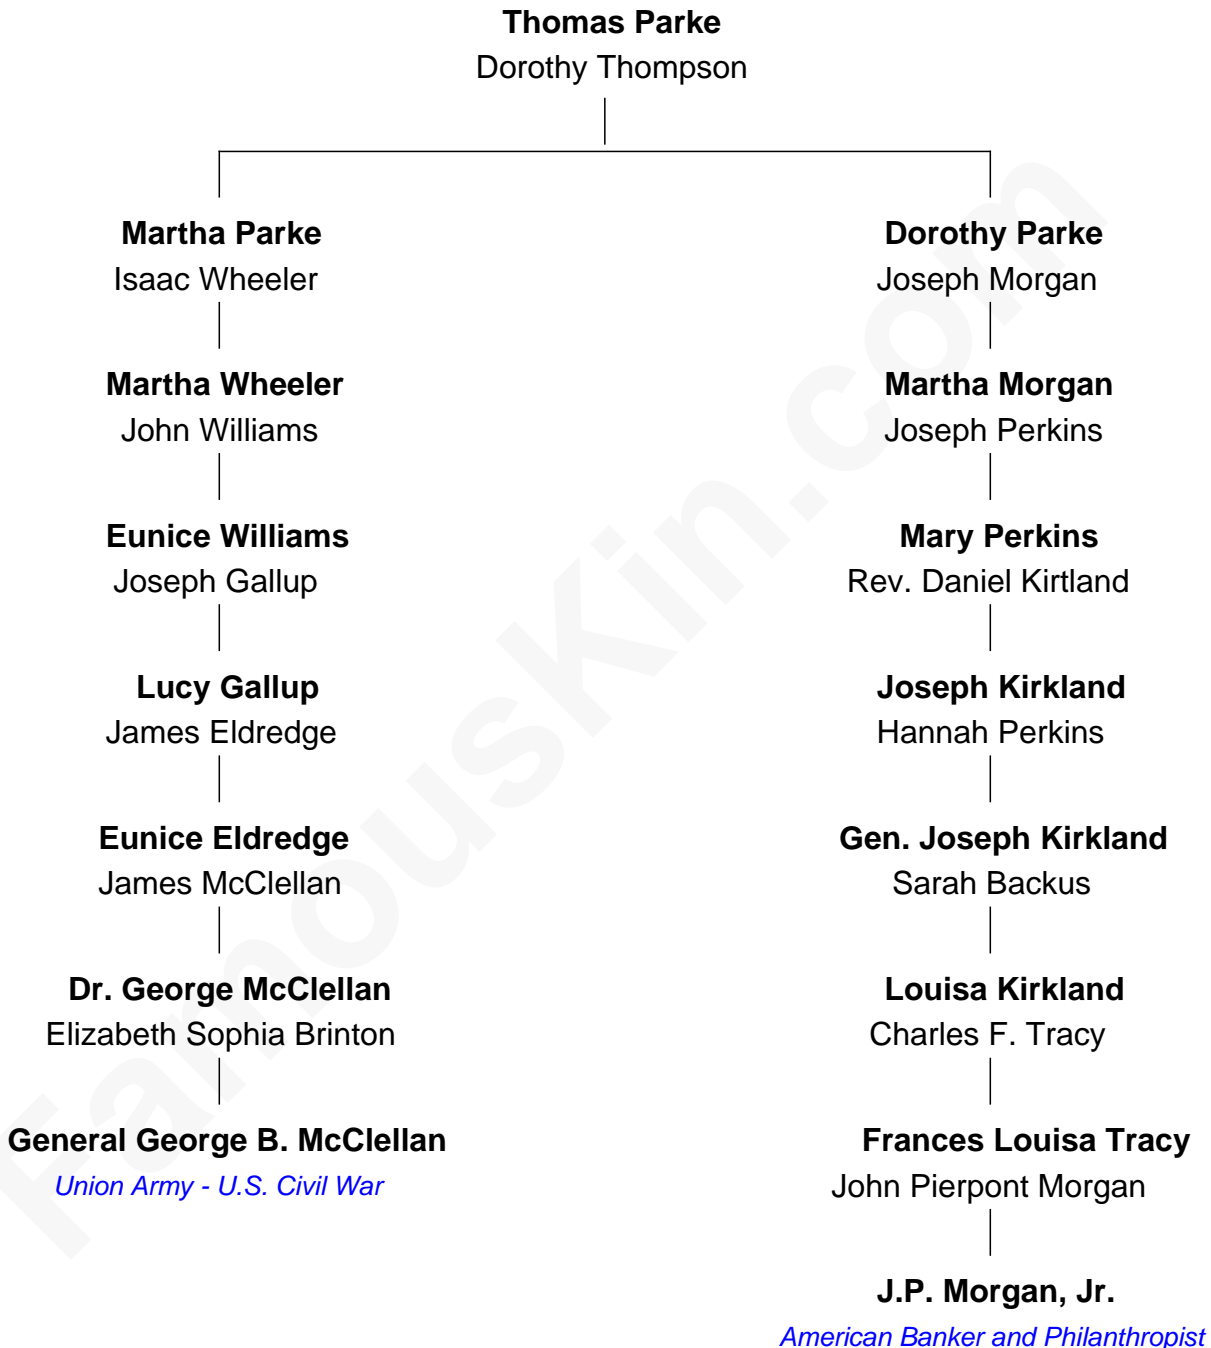 Thomas Parke
Dorothy Thompson
Martha Parke
Isaac Wheeler
Martha Wheeler
John Williams
Eunice Williams
Joseph Gallup
Lucy Gallup
James Eldredge
Eunice Eldredge
James McClellan
Dr. George McClellan
Elizabeth Sophia Brinton
General George B. McClellan
Union Army - U.S. Civil War
Dorothy Parke
Joseph Morgan
Martha Morgan
Joseph Perkins
Mary Perkins
Rev. Daniel Kirtland
Joseph Kirkland
Hannah Perkins
Gen. Joseph Kirkland
Sarah Backus
Louisa Kirkland
Charles F. Tracy
Frances Louisa Tracy
John Pierpont Morgan
J.P. Morgan, Jr.
American Banker and Philanthropist
FamousKin.com